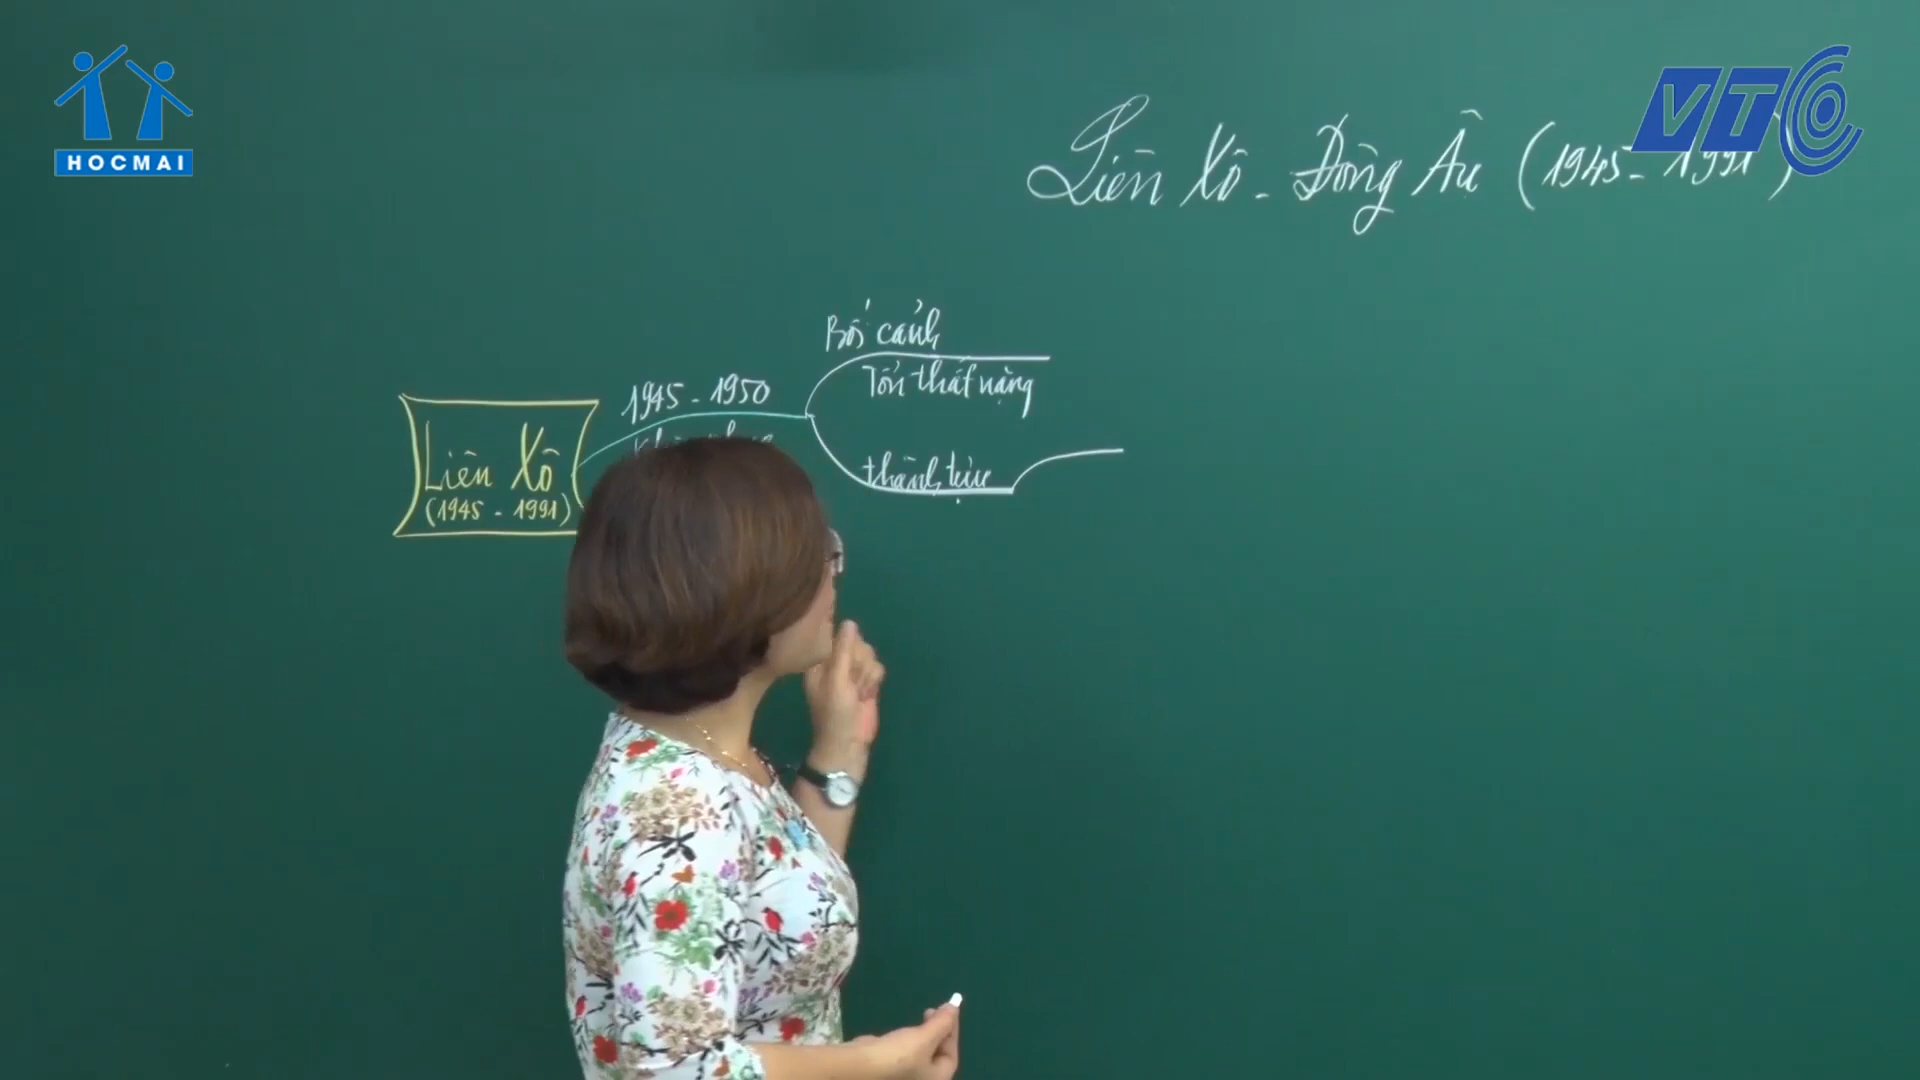 HOCMAI
VTC
Liên Xô - Đông Âu (1945 - 1991)
Bối cảnh
Tổn thất nặng
1945 - 1950
Liên Xô
(1945 - 1991)
thành tựu